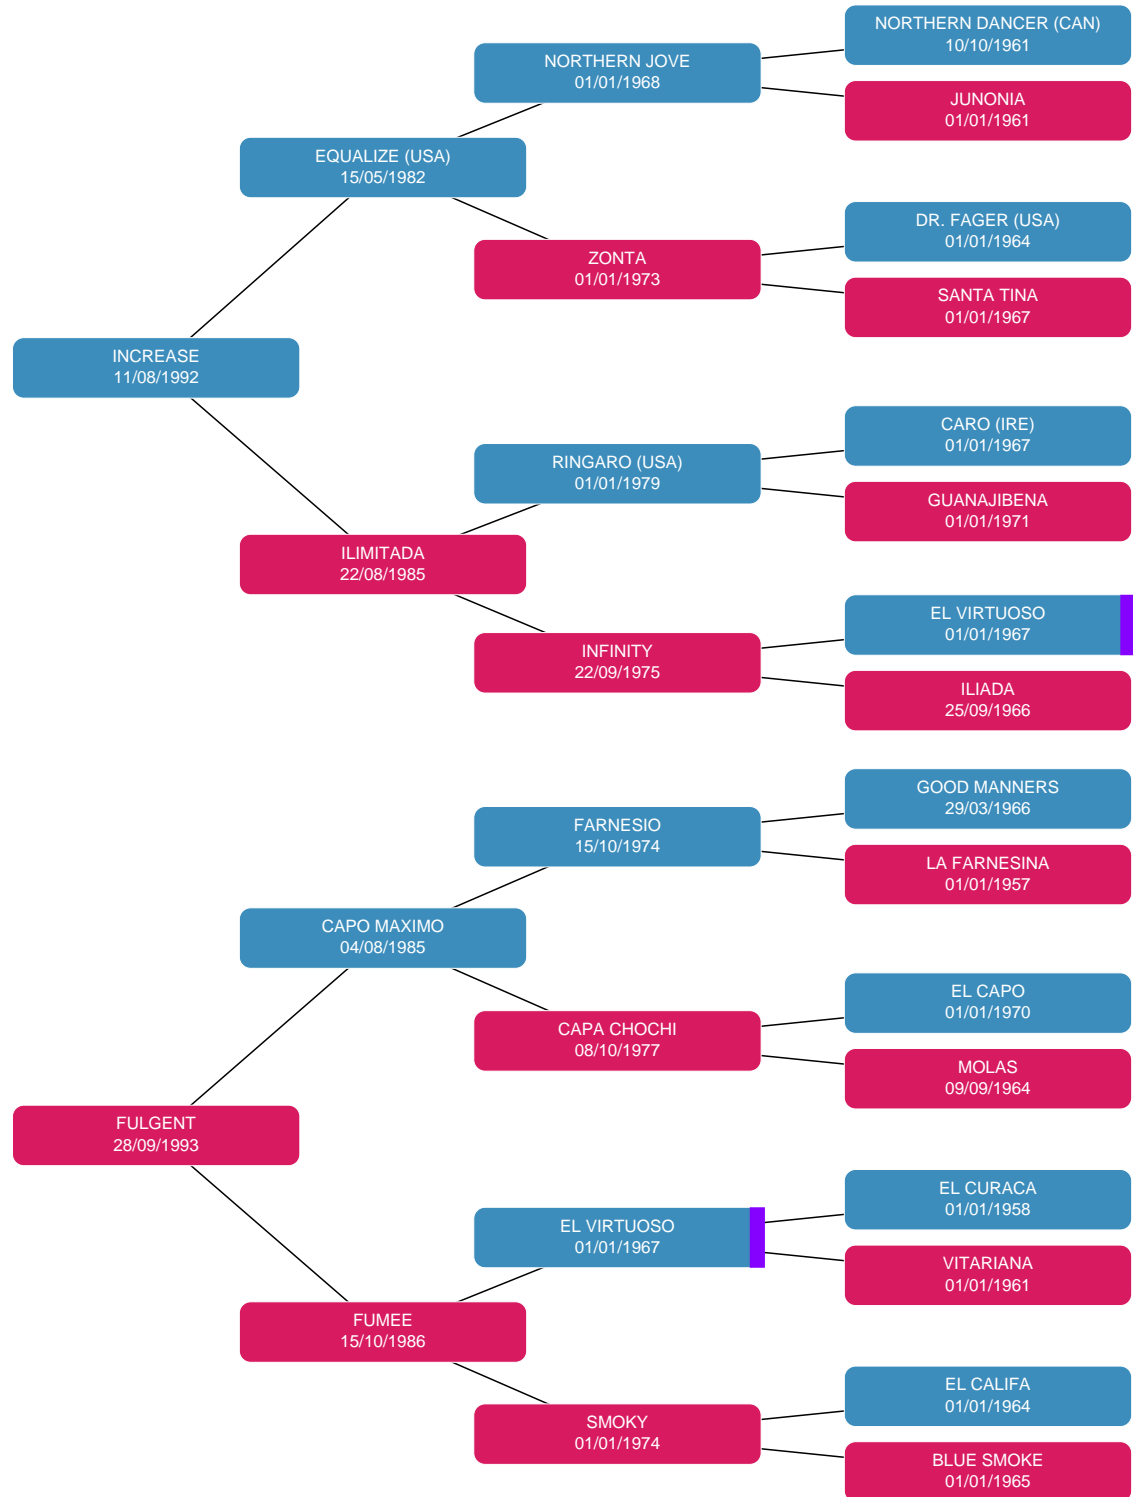 NORTHERN DANCER (CAN)
10/10/1961
NORTHERN JOVE
01/01/1968
JUNONIA
01/01/1961
EQUALIZE (USA)
15/05/1982
DR. FAGER (USA)
01/01/1964
ZONTA
01/01/1973
SANTA TINA
01/01/1967
INCREASE
11/08/1992
CARO (IRE)
01/01/1967
RINGARO (USA)
01/01/1979
GUANAJIBENA
01/01/1971
ILIMITADA
22/08/1985
EL VIRTUOSO
01/01/1967
INFINITY
22/09/1975
ILIADA
25/09/1966
GOOD MANNERS
29/03/1966
FARNESIO
15/10/1974
LA FARNESINA
01/01/1957
CAPO MAXIMO
04/08/1985
EL CAPO
01/01/1970
CAPA CHOCHI
08/10/1977
MOLAS
09/09/1964
FULGENT
28/09/1993
EL CURACA
01/01/1958
EL VIRTUOSO
01/01/1967
VITARIANA
01/01/1961
FUMEE
15/10/1986
EL CALIFA
01/01/1964
SMOKY
01/01/1974
BLUE SMOKE
01/01/1965